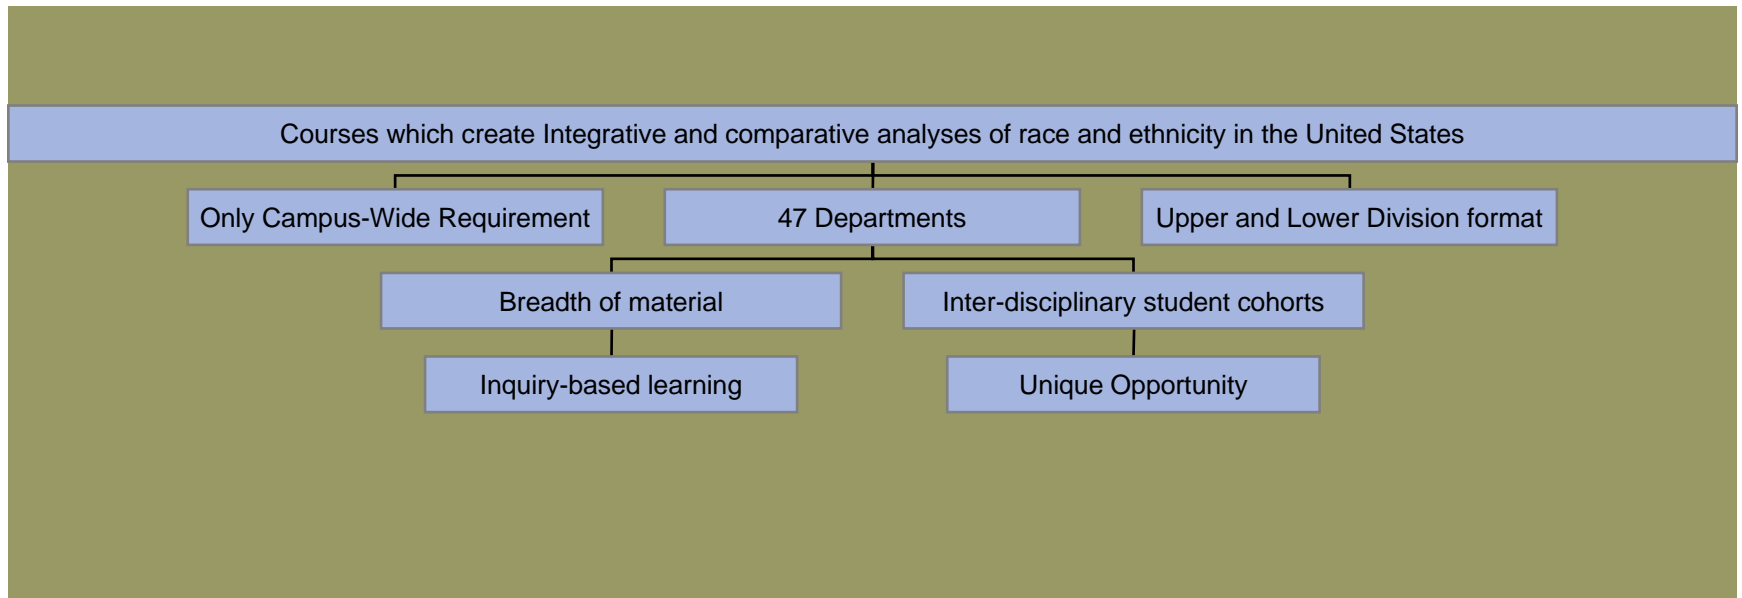 Courses which create Integrative and comparative analyses of race and ethnicity in the United States
Only Campus-Wide Requirement
47 Departments
Upper and Lower Division format
Breadth of material
Inter-disciplinary student cohorts
Inquiry-based learning
Unique Opportunity